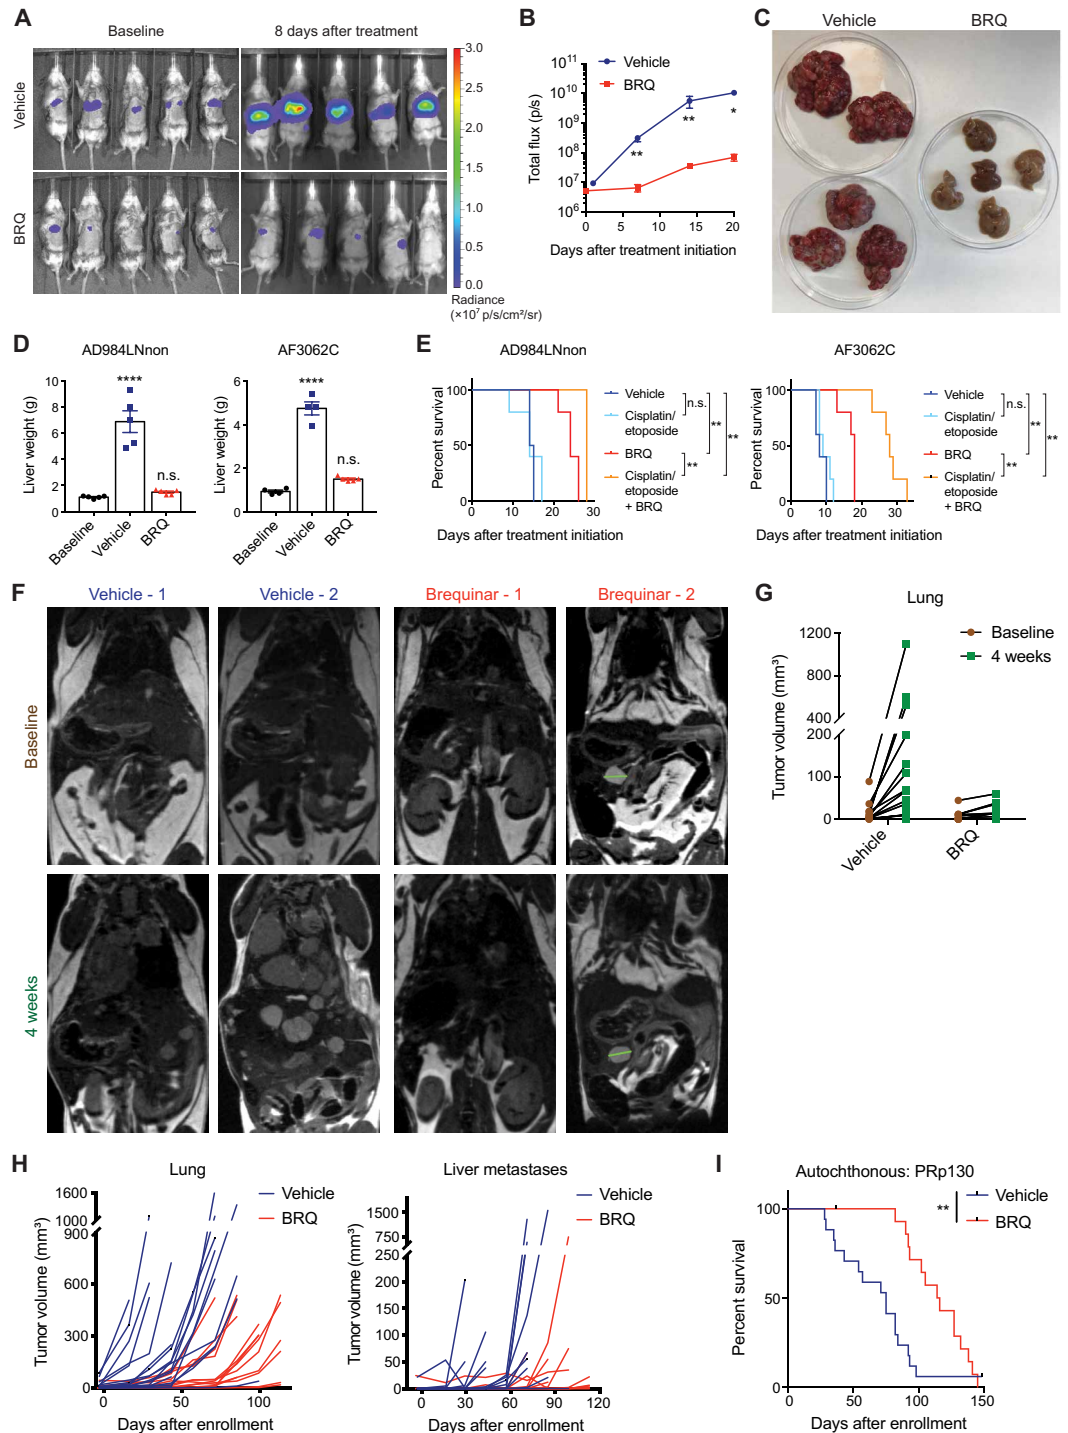 A
Baseline
8 days after treatment
Vehicle
BRQ
3.0
2.5
2.0
1.5
1.0
0.5
0.0
Radiance
(×10⁷ p/s/cm²/sr)
B
Vehicle
BRQ
Total flux (p/s)
10¹¹
10¹⁰
10⁹
10⁸
10⁷
10⁶
**
**
*
0 5 10 15 20
Days after treatment initiation
C
Vehicle
BRQ
D
AD984LNnon
Liver weight (g)
10
8
6
4
2
0
****
n.s.
Baseline
Vehicle
BRQ
AF3062C
Liver weight (g)
6
4
2
0
****
n.s.
Baseline
Vehicle
BRQ
E
AD984LNnon
Percent survival
100
50
0
0 10 20 30
Days after treatment initiation
Vehicle
Cisplatin/
etoposide
BRQ
Cisplatin/
etoposide
+ BRQ
n.s.
**
**
**
AF3062C
Percent survival
100
50
0
0 10 20 30
Days after treatment initiation
Vehicle
Cisplatin/
etoposide
BRQ
Cisplatin/
etoposide
+ BRQ
n.s.
**
**
**
F
Vehicle - 1
Vehicle - 2
Brequinar - 1
Brequinar - 2
Baseline
4 weeks
G
Lung
Baseline
4 weeks
Tumor volume (mm³)
1200
800
400
200
100
0
Vehicle
BRQ
H
Lung
Vehicle
BRQ
Tumor volume (mm³)
1600
1000
900
600
300
0
0 50 100
Days after enrollment
Liver metastases
Vehicle
BRQ
Tumor volume (mm³)
1500
750
250
200
150
100
50
0
0 30 60 90 120
Days after enrollment
I
Autochthonous: PRp130
Vehicle
BRQ
**
Percent survival
100
50
0
0 50 100 150
Days after enrollment